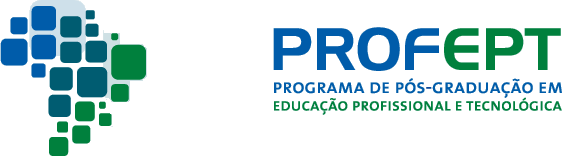 PROFEPT
PROGRAMA DE PÓS-GRADUAÇÃO EM
EDUCAÇÃO PROFISSIONAL E TECNOLÓGICA